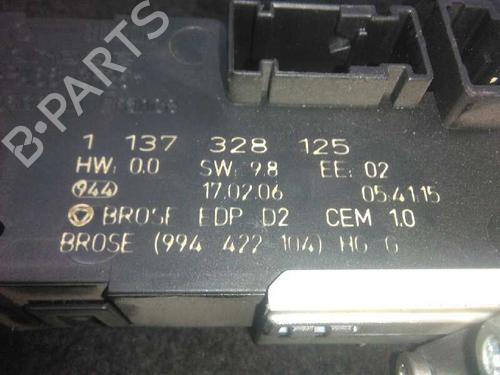 1 137 328 125
HW: 0.0 SW: 9.8 EE: 02
944 17.02.06 05:41:15
BROSE EDP D2 CEM 1.0
BROSE (994 422 104) HG G
B-PARTS